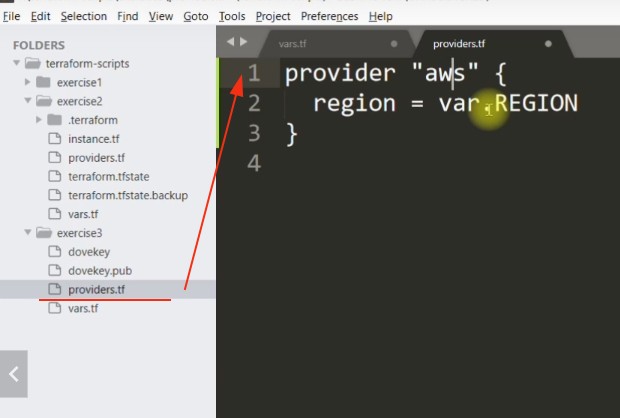 File Edit Selection Find View Goto Tools Project Preferences Help
FOLDERS
terraform-scripts
exercise1
exercise2
.terraform
instance.tf
providers.tf
terraform.tfstate
terraform.tfstate.backup
vars.tf
exercise3
dovekey
dovekey.pub
providers.tf
vars.tf
vars.tf
providers.tf
1 provider "aws" {
2 region = var.REGION
3 }
4